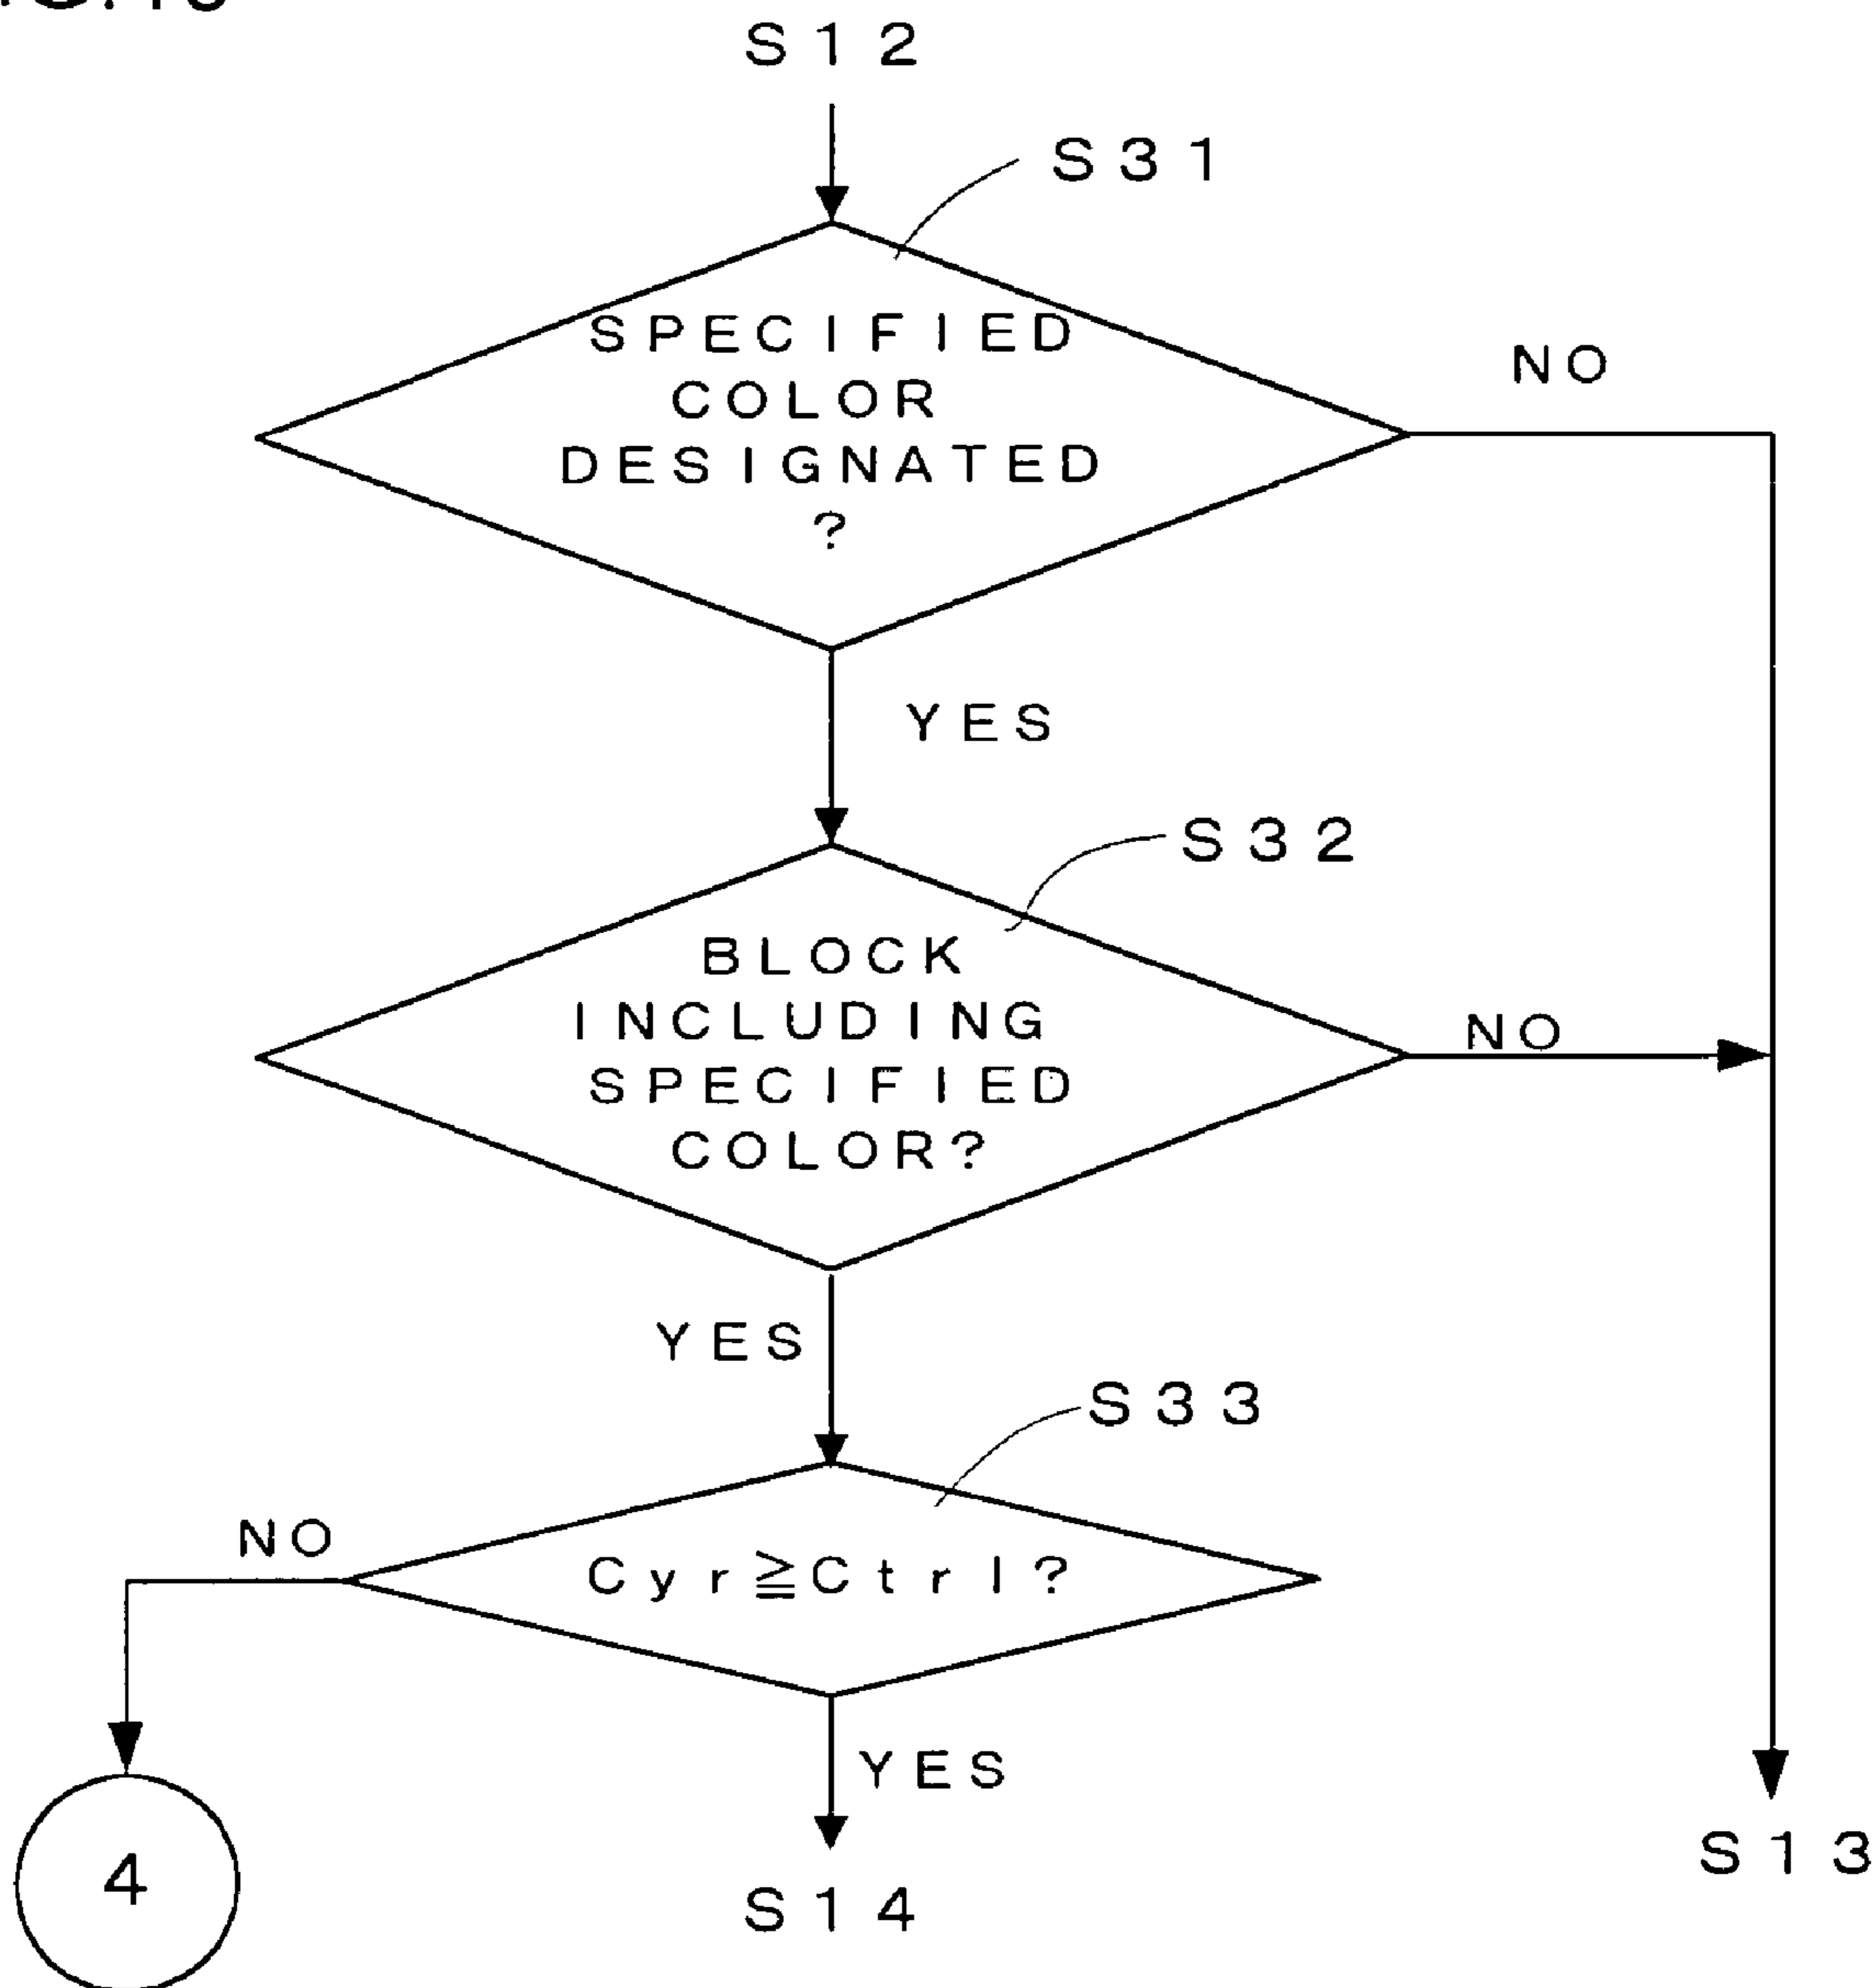 S12
S31
SPECIFIED
COLOR
DESIGNATED
?
NO
YES
S32
BLOCK
INCLUDING
SPECIFIED
COLOR?
NO
YES
S33
NO
Cyr≧Ctrl?
YES
4
S14
S13